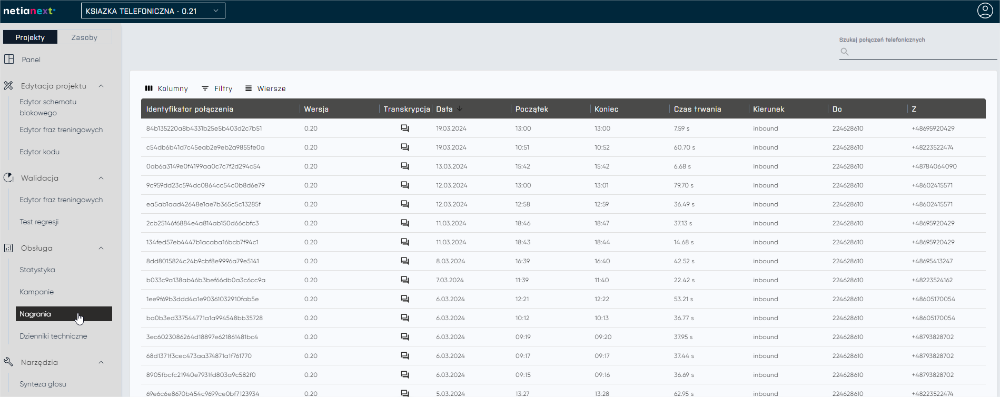 netianext
KSIAZKA TELEFONICZNA - 0.21
Projekty Zasoby
Panel
Edytacja projektu
Edytor schematu
blokowego
Edytor fraz treningowych
Edytor kodu
Walidacja
Edytor fraz treningowych
Test regresji
Obsługa
Statystyka
Kampanie
Nagrania
Dzienniki techniczne
Narzędzia
Synteza głosu
Szukaj połączeń telefonicznych
Kolumny Filtry Wiersze
Identyfikator połączenia Wersja Transkrypcja Data Początek Koniec Czas trwania Kierunek Do Z
84b135220a8b4331b25e5b403d2c7b51 0.20 19.03.2024 13:00 13:00 7.59 s inbound 224628610 +48695920429
c54db6b41d7c45eab2e9eb2a9855fe0a 0.20 19.03.2024 10:51 10:52 60.70 s inbound 224628610 +48223522474
0ab6a3149e0f4199aa0c7c7f2d294c54 0.20 13.03.2024 15:42 15:42 6.68 s inbound 224628610 +48784064090
9c959dd23c594dc0864cc54c0b8d6e79 0.20 12.03.2024 13:00 13:01 79.70 s inbound 224628610 +48602415571
ea5ab1aad42648e1ae7b365c5c13285f 0.20 12.03.2024 12:58 12:59 36.49 s inbound 224628610 +48602415571
2cb25146f6884e4a814ab150d66cbfc3 0.20 11.03.2024 18:46 18:47 37.13 s inbound 224628610 +48695920429
134fed57eb4447b1acaba16bcb7f94c1 0.20 11.03.2024 18:43 18:44 14.68 s inbound 224628610 +48695920429
8dd8015824c24b9cbf8e9996a79e5141 0.20 8.03.2024 16:39 16:40 42.52 s inbound 224628610 +48695413247
b033c9a138ab46b3bef66db0a3c6cc9a 0.20 7.03.2024 11:39 11:40 22.42 s inbound 224628610 +48223524162
1ee9f69b3ddd4a1e90361032910fab5e 0.20 6.03.2024 12:21 12:22 53.21 s inbound 224628610 +48605170054
ba0b3ed337544771a1a994548bb35728 0.20 6.03.2024 10:12 10:13 36.77 s inbound 224628610 +48605170054
3ec6023086264d18897e621861481bc4 0.20 6.03.2024 09:19 09:20 37.95 s inbound 224628610 +48793828702
68d1371f3cec473aa374871a1f761770 0.20 6.03.2024 09:17 09:17 37.44 s inbound 224628610 +48793828702
8905fbcfc21940e7931fd803a9c582f0 0.20 6.03.2024 09:15 09:16 36.69 s inbound 224628610 +48793828702
69e6c6e8670b454c9699ce0bf7123934 0.20 5.03.2024 13:27 13:28 62.95 s inbound 224628610 +48223522474